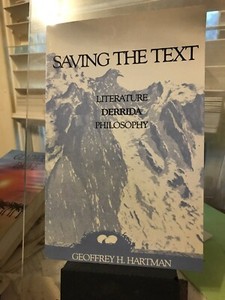 SAVING THE TEXT
LITERATURE
DERRIDA
PHILOSOPHY
GEOFFREY H. HARTMAN